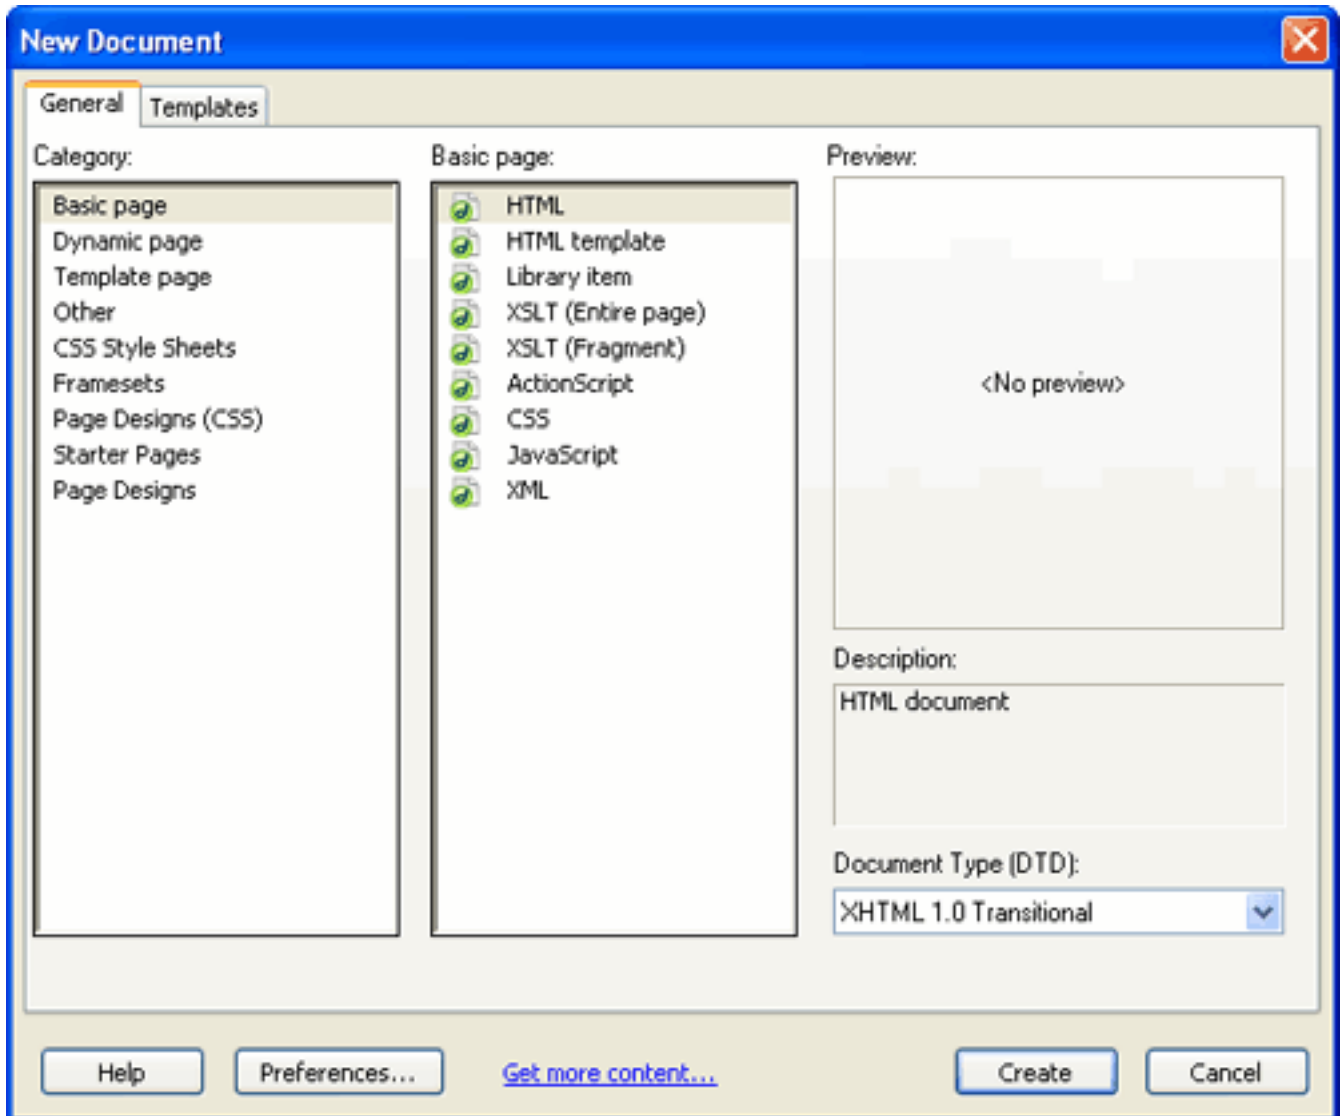 New Document
General
Templates
Category:
Basic page
Dynamic page
Template page
Other
CSS Style Sheets
Framesets
Page Designs (CSS)
Starter Pages
Page Designs
Basic page:
HTML
HTML template
Library item
XSLT (Entire page)
XSLT (Fragment)
ActionScript
CSS
JavaScript
XML
Preview:
<No preview>
Description:
HTML document
Document Type (DTD):
XHTML 1.0 Transitional
Help
Preferences...
Get more content...
Create
Cancel